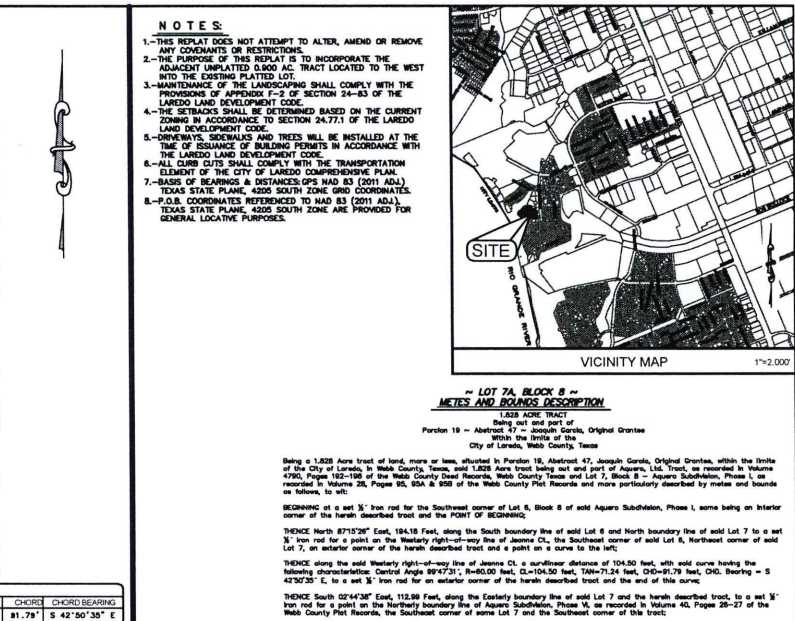 NOTES:
1.-THIS REPLAT DOES NOT ATTEMPT TO ALTER, AMEND OR REMOVE
ANY COVENANTS OR RESTRICTIONS.
2.-THE PURPOSE OF THIS REPLAT IS TO INCORPORATE THE
ADJACENT UNPLATTED 0.900 AC. TRACT LOCATED TO THE WEST
INTO THE EXISTING PLATTED LOT.
3.-MAINTENANCE OF THE LANDSCAPING SHALL COMPLY WITH THE
PROVISIONS OF APPENDIX F-2 OF SECTION 24-83 OF THE
LAREDO LAND DEVELOPMENT CODE.
4.-THE SETBACKS SHALL BE DETERMINED BASED ON THE CURRENT
ZONING IN ACCORDANCE TO SECTION 24.77.1 OF THE LAREDO
LAND DEVELOPMENT CODE.
5.-DRIVEWAYS, SIDEWALKS AND TREES WILL BE INSTALLED AT THE
TIME OF ISSUANCE OF BUILDING PERMITS IN ACCORDANCE WITH
THE LAREDO LAND DEVELOPMENT CODE.
6.-ALL CURB CUTS SHALL COMPLY WITH THE TRANSPORTATION
ELEMENT OF THE CITY OF LAREDO COMPREHENSIVE PLAN.
7.-BASIS OF BEARINGS & DISTANCES: GPS NAD 83 (2011 ADJ.)
TEXAS STATE PLANE, 4205 SOUTH ZONE GRID COORDINATES.
8.-P.O.B. COORDINATES REFERENCED TO NAD 83 (2011 ADJ.),
TEXAS STATE PLANE, 4205 SOUTH ZONE ARE PROVIDED FOR
GENERAL LOCATIVE PURPOSES.
SITE
RIO GRANDE RIVER
VICINITY MAP 1"=2,000'
~ LOT 7A, BLOCK 8 ~
METES AND BOUNDS DESCRIPTION
1.828 ACRE TRACT
Being out and part of
Porcion 19 ~ Abstract 47 ~ Joaquin Garcia, Original Grantee
Within the limits of the
City of Laredo, Webb County, Texas
Being a 1.828 Acre tract of land, more or less, situated in Porcion 19, Abstract 47, Joaquin Garcia, Original Grantee, within the limits
of the City of Laredo, in Webb County, Texas, said 1.828 Acre tract being out and part of Aquero, Ltd. Tract, as recorded in Volume
4790, Pages 192-198 of the Webb County Deed Records, Webb County Texas and Lot 7, Block 8 - Aquero Subdivision, Phase I, as
recorded in Volume 28, Pages 95, 95A & 95B of the Webb County Plat Records and more particularly described by metes and bounds
as follows, to wit:
BEGINNING at a set ½" iron rod for the Southwest corner of Lot 6, Block 8 of said Aquero Subdivision, Phase I, some interior
corner of the herein described tract and the POINT OF BEGINNING;
THENCE North 87°15'26" East, 194.18 Feet, along the South boundary line of said Lot 6 and North boundary line of said Lot 7 to a set
½" iron rod for a point on the Westerly right-of-way line of Jeanne Ct., the Southeast corner of said Lot 6, Northeast corner of said
Lot 7, an exterior corner of the herein described tract and a point on a curve to the left;
THENCE along the said Westerly right-of-way line of Jeanne Ct. a curvilinear distance of 104.50 feet, with said curve having the
following characteristics: Central Angle 99°47'31", R=60.00 feet, CL=104.50 feet, TAN=71.24 feet, CHD=91.79 feet, CHD. Bearing = S
42°50'35" E, to a set ½" iron rod for an exterior corner of the herein described tract and the end of this curve;
THENCE South 02°44'38" East, 112.99 Feet, along the Easterly boundary line of said Lot 7 and the herein described tract, to a set ½"
iron rod for a point on the Northerly boundary line of Aquero Subdivision, Phase VI, as recorded in Volume 40, Pages 26-27 of the
Webb County Plat Records, the Southeast corner of same Lot 7 and the Southeast corner of this tract;
CHORD CHORD BEARING
91.79' S 42°50'35" E